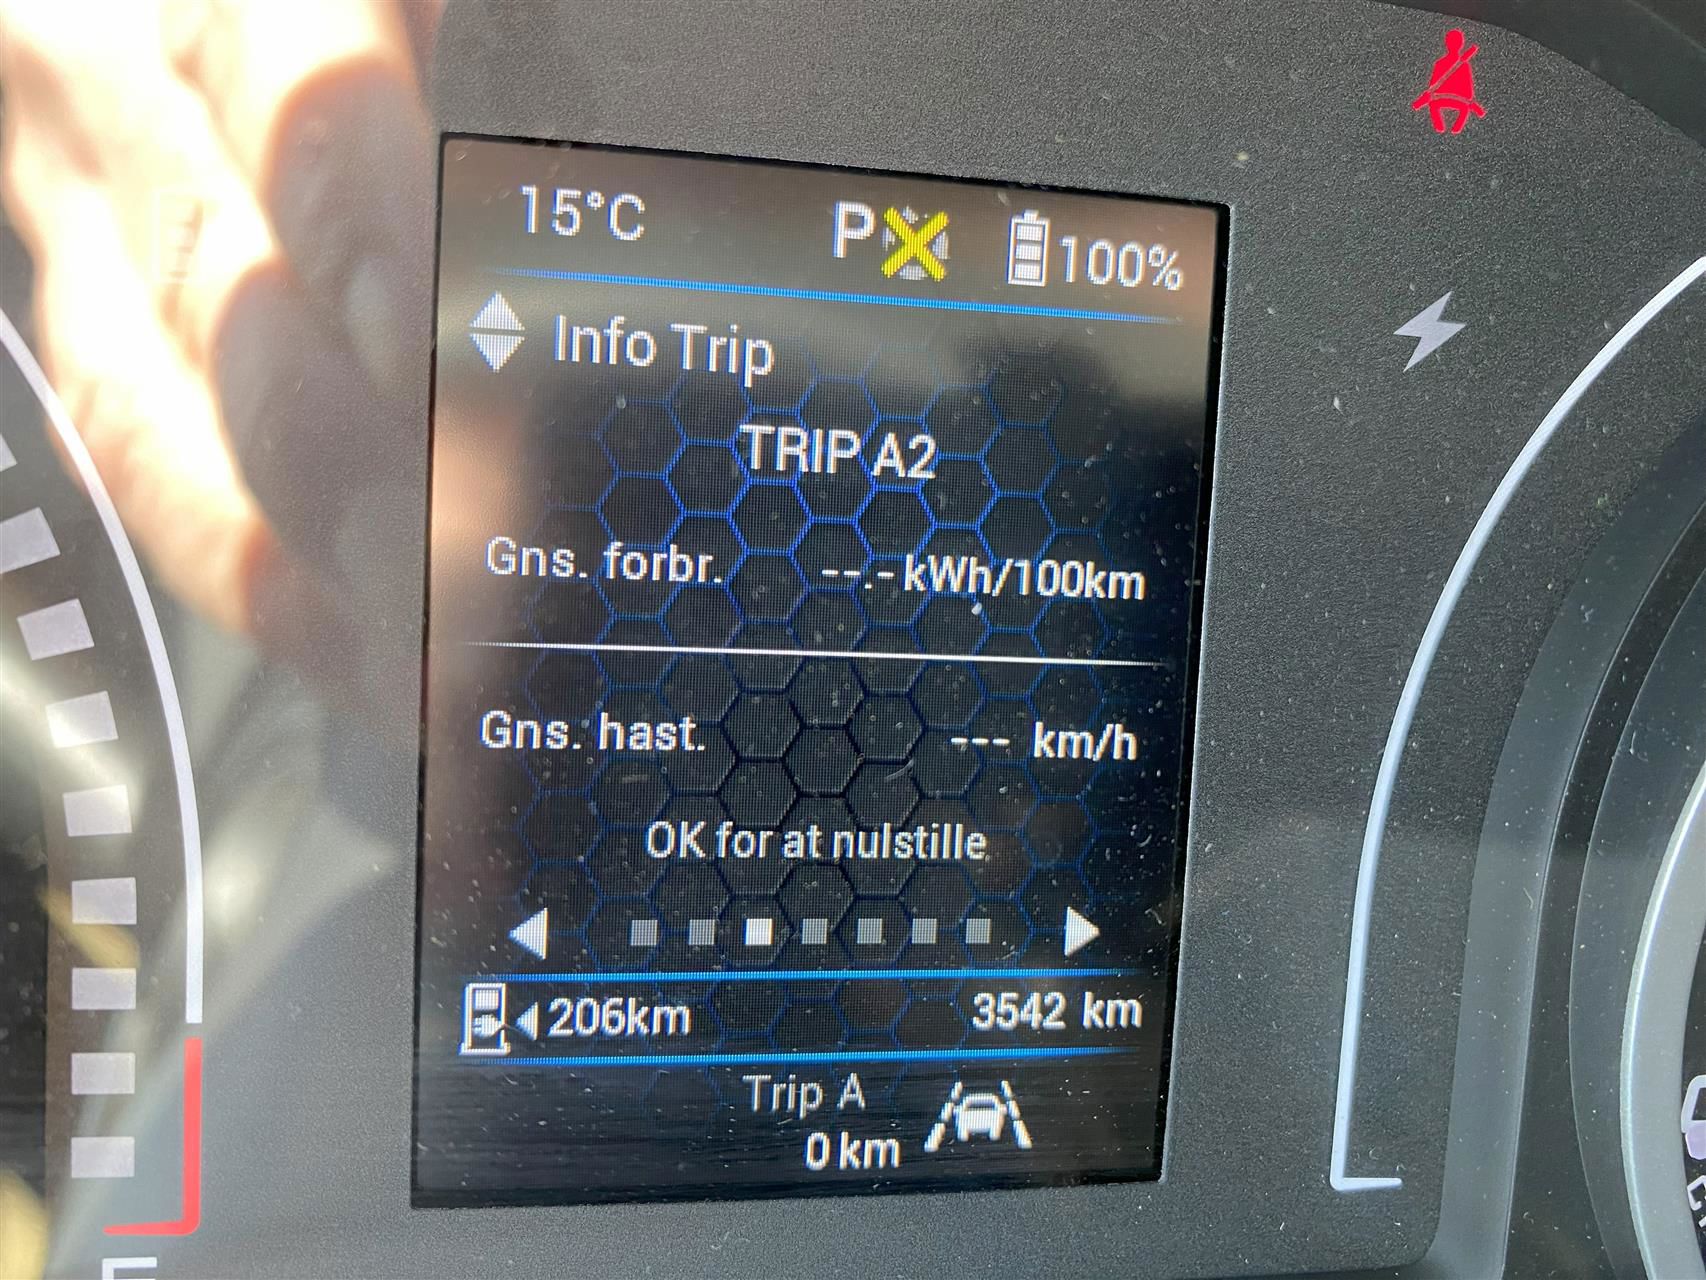 15°C P 100%
Info Trip
TRIP A2
Gns. forbr. --.- kWh/100km
Gns. hast. --- km/h
OK for at nulstille
206km 3542 km
Trip A
0 km